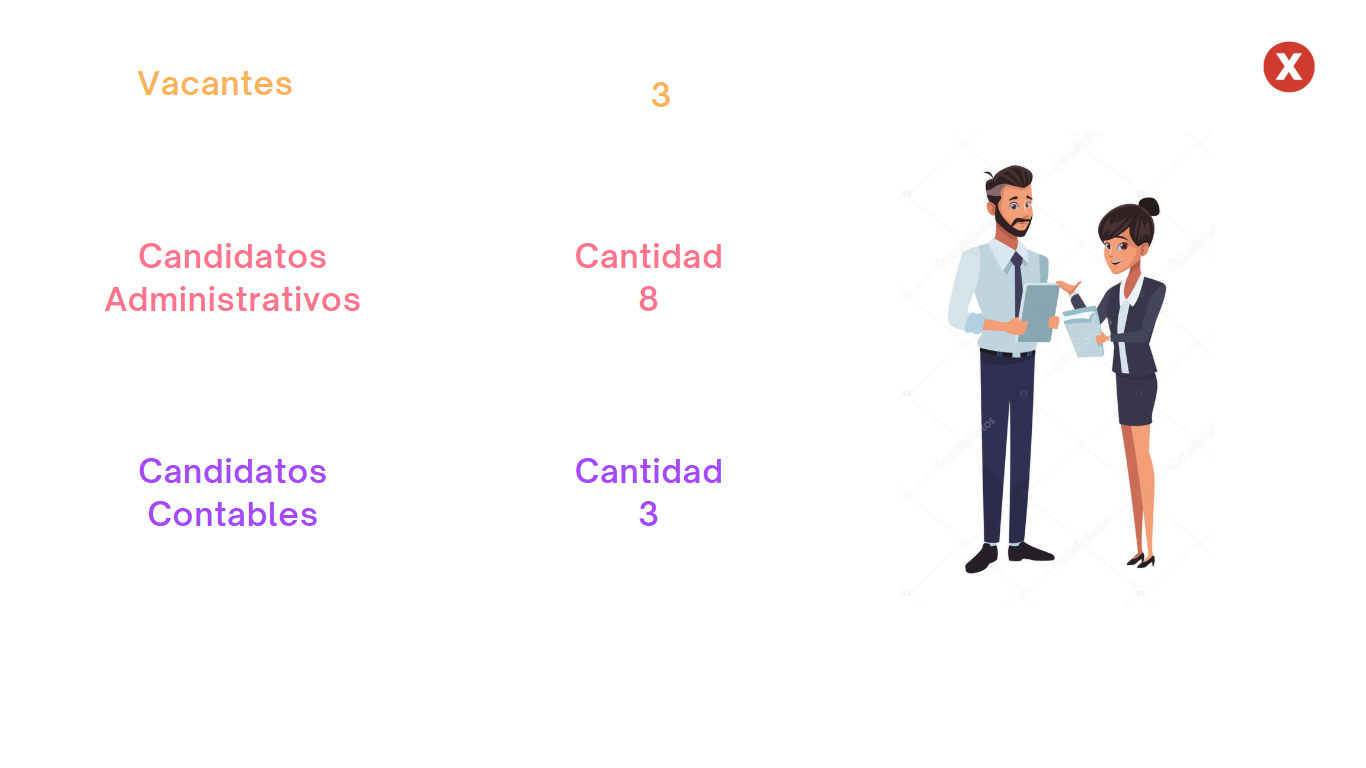 Vacantes
3
X
Candidatos
Administrativos
Cantidad
8
Candidatos
Contables
Cantidad
3